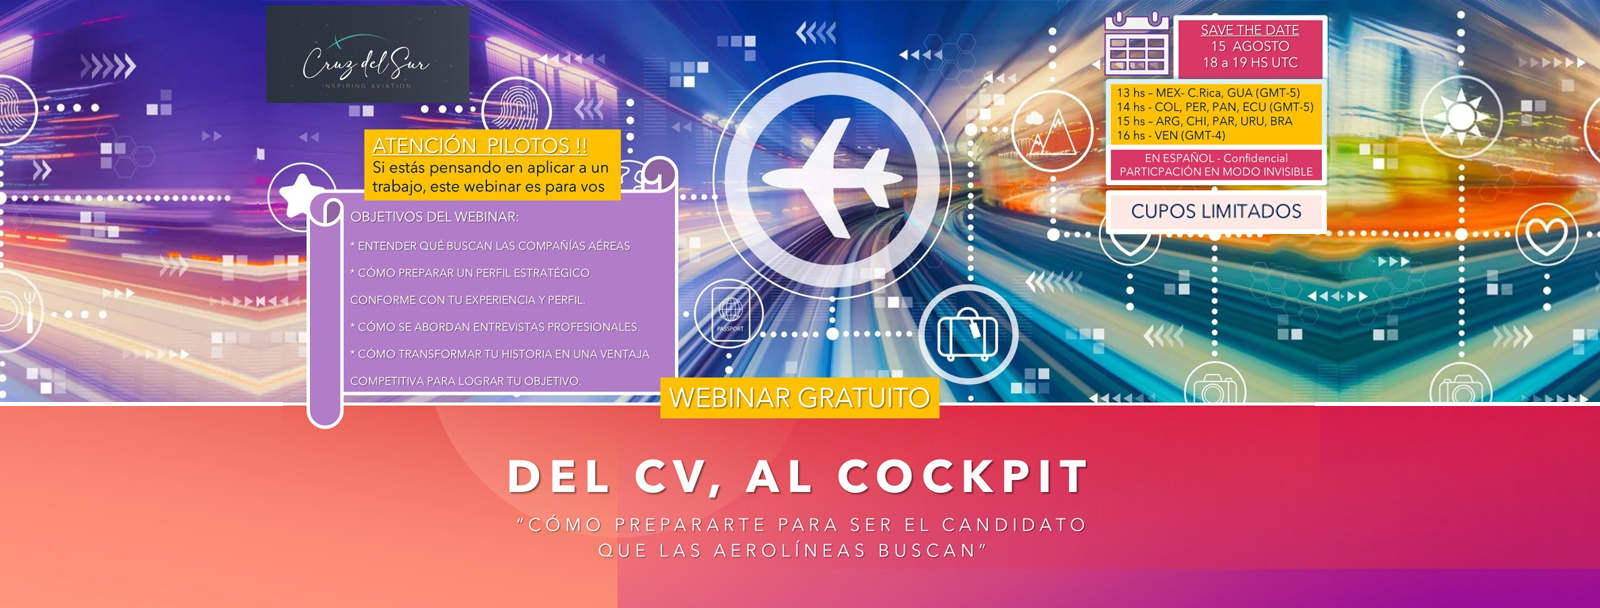 Cruz del Sur
INSPIRING AVIATION
ATENCIÓN PILOTOS !!
Si estás pensando en aplicar a un
trabajo, este webinar es para vos
OBJETIVOS DEL WEBINAR:
* ENTENDER QUÉ BUSCAN LAS COMPAÑÍAS AÉREAS
* CÓMO PREPARAR UN PERFIL ESTRATÉGICO
CONFORME CON TU EXPERIENCIA Y PERFIL.
* CÓMO SE ABORDAN ENTREVISTAS PROFESIONALES.
* CÓMO TRANSFORMAR TU HISTORIA EN UNA VENTAJA
COMPETITIVA PARA LOGRAR TU OBJETIVO.
PASSPORT
SAVE THE DATE
15 AGOSTO
18 a 19 HS UTC
13 hs - MEX- C.Rica, GUA (GMT-5)
14 hs - COL, PER, PAN, ECU (GMT-5)
15 hs - ARG, CHI, PAR, URU, BRA
16 hs - VEN (GMT-4)
EN ESPAÑOL - Confidencial
PARTICPACIÓN EN MODO INVISIBLE
CUPOS LIMITADOS
WEBINAR GRATUITO
DEL CV, AL COCKPIT
"CÓMO PREPARARTE PARA SER EL CANDIDATO
QUE LAS AEROLÍNEAS BUSCAN"